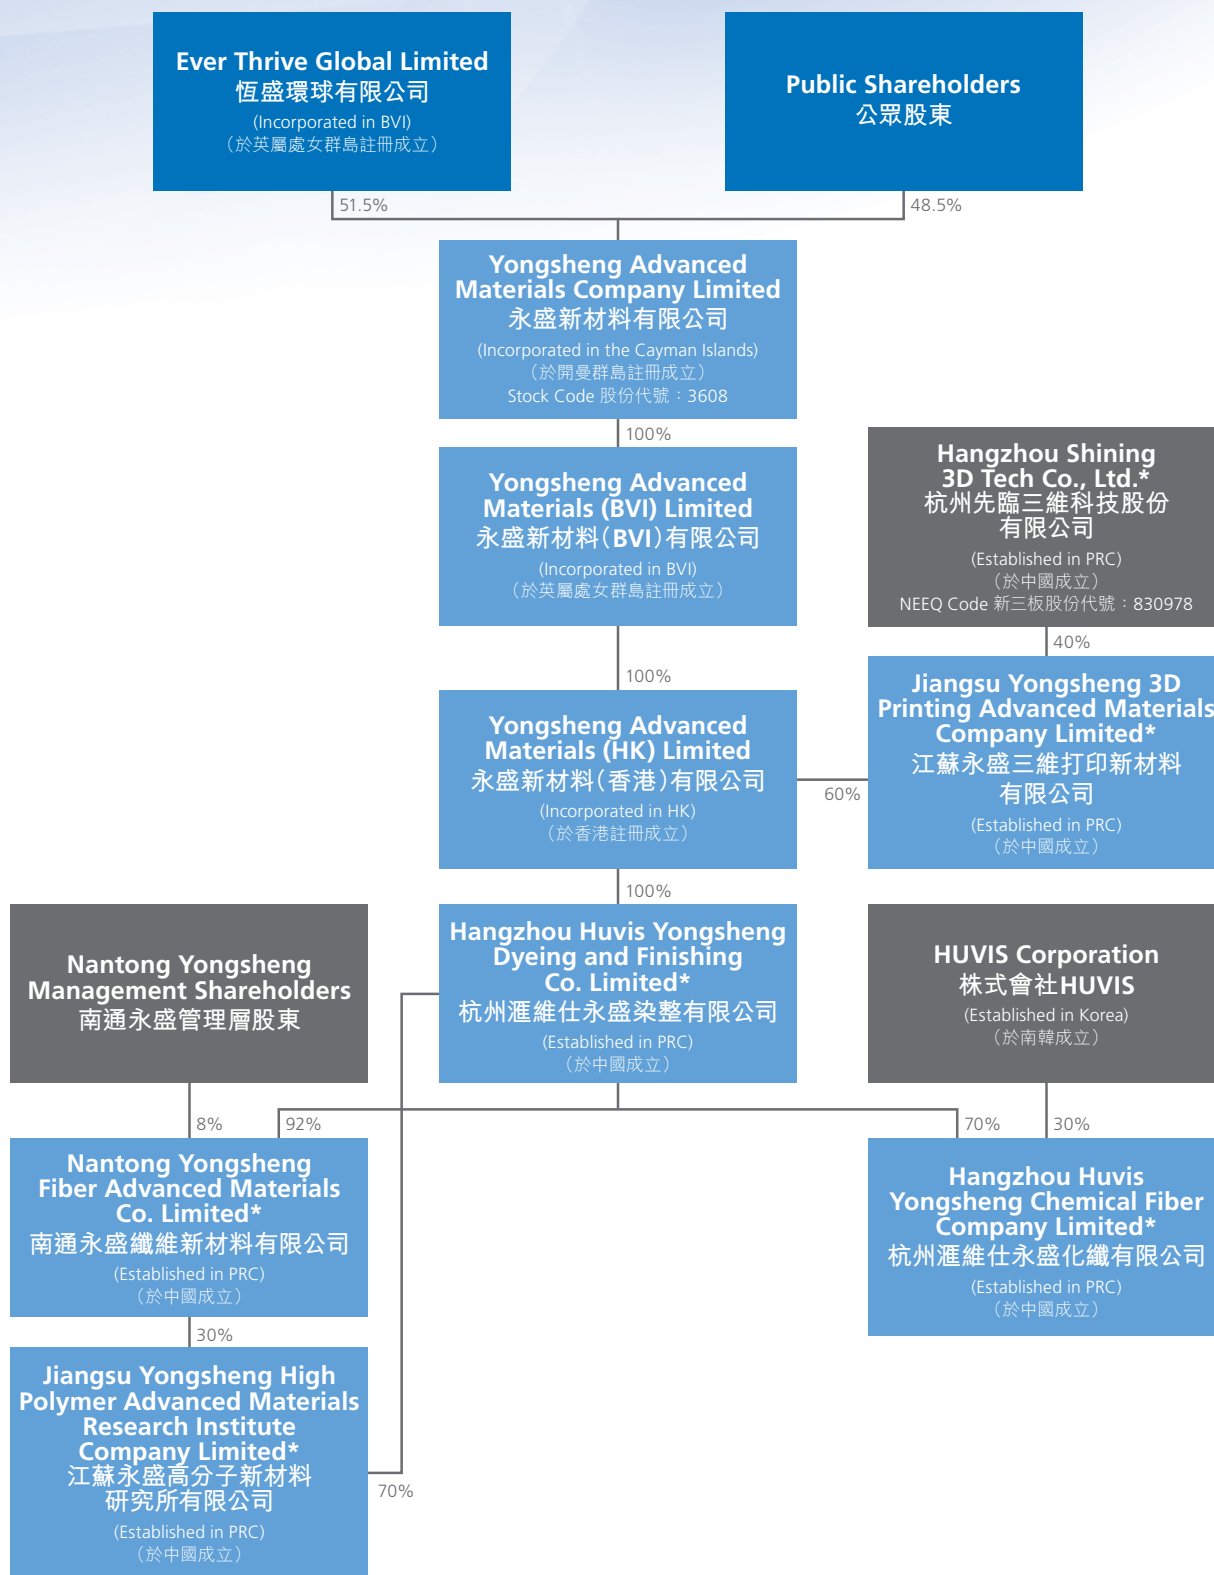 Ever Thrive Global Limited
恆盛環球有限公司
(Incorporated in BVI)
（於英屬處女群島註冊成立）
Public Shareholders
公眾股東
51.5%
48.5%
Yongsheng Advanced
Materials Company Limited
永盛新材料有限公司
(Incorporated in the Cayman Islands)
（於開曼群島註冊成立）
Stock Code 股份代號：3608
100%
Yongsheng Advanced
Materials (BVI) Limited
永盛新材料（BVI）有限公司
(Incorporated in BVI)
（於英屬處女群島註冊成立）
Hangzhou Shining
3D Tech Co., Ltd.*
杭州先臨三維科技股份
有限公司
(Established in PRC)
（於中國成立）
NEEQ Code 新三板股份代號：830978
100%
40%
Yongsheng Advanced
Materials (HK) Limited
永盛新材料（香港）有限公司
(Incorporated in HK)
（於香港註冊成立）
60%
Jiangsu Yongsheng 3D
Printing Advanced Materials
Company Limited*
江蘇永盛三維打印新材料
有限公司
(Established in PRC)
（於中國成立）
100%
Nantong Yongsheng
Management Shareholders
南通永盛管理層股東
Hangzhou Huvis Yongsheng
Dyeing and Finishing
Co. Limited*
杭州滙維仕永盛染整有限公司
(Established in PRC)
（於中國成立）
HUVIS Corporation
株式會社HUVIS
(Established in Korea)
（於南韓成立）
8%
92%
70%
30%
Nantong Yongsheng
Fiber Advanced Materials
Co. Limited*
南通永盛纖維新材料有限公司
(Established in PRC)
（於中國成立）
Hangzhou Huvis
Yongsheng Chemical Fiber
Company Limited*
杭州滙維仕永盛化纖有限公司
(Established in PRC)
（於中國成立）
30%
Jiangsu Yongsheng High
Polymer Advanced Materials
Research Institute
Company Limited*
江蘇永盛高分子新材料
研究所有限公司
(Established in PRC)
（於中國成立）
70%